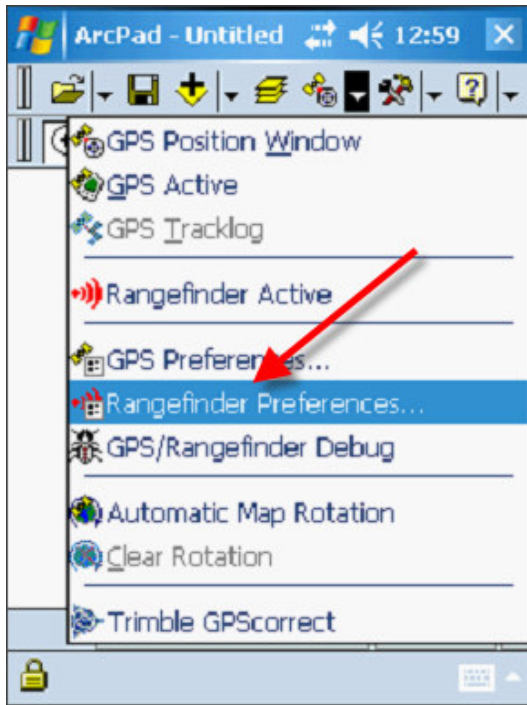 ArcPad - Untitled 12:59
GPS Position Window
GPS Active
GPS Tracklog
Rangefinder Active
GPS Preferences...
Rangefinder Preferences...
GPS/Rangefinder Debug
Automatic Map Rotation
Clear Rotation
Trimble GPScorrect